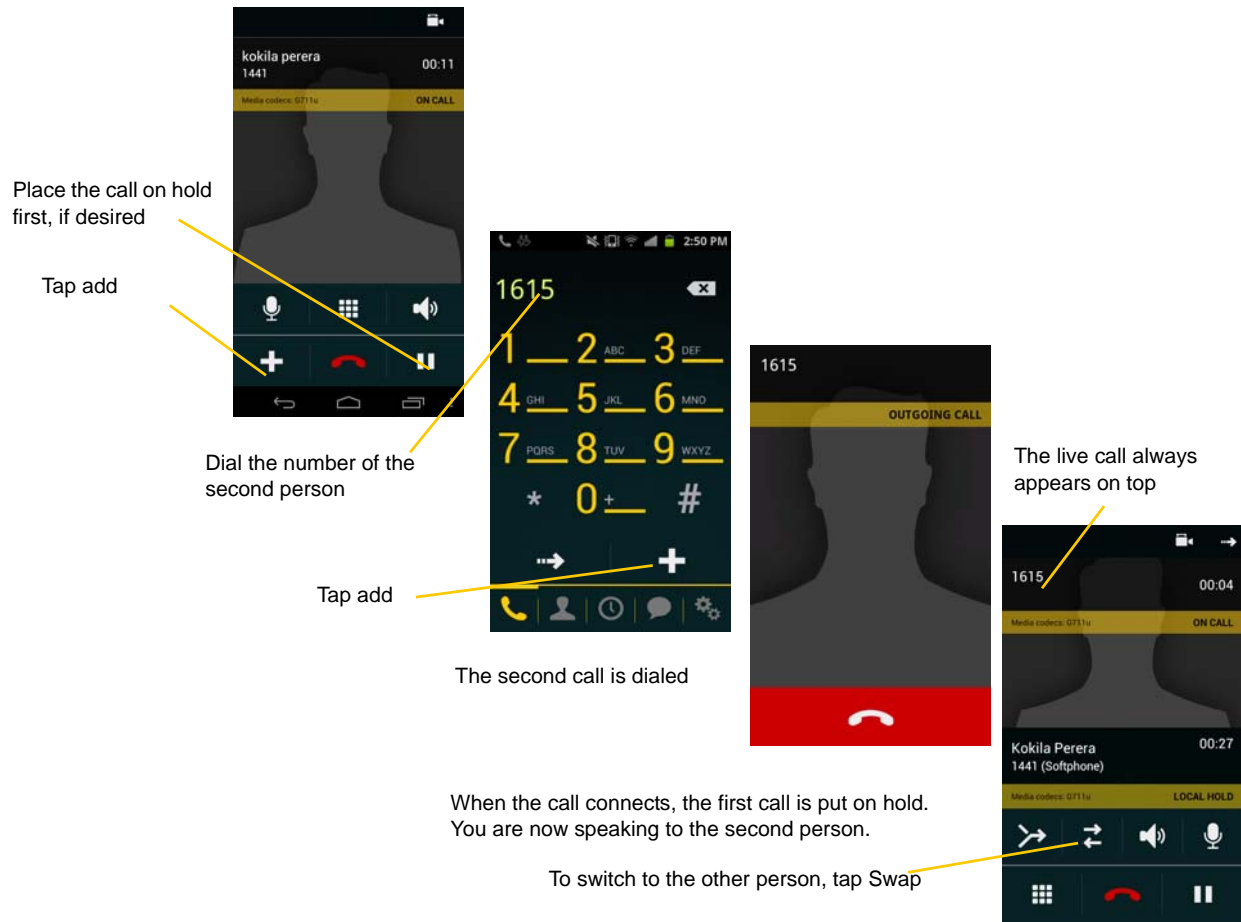 kokila perera
1441
00:11
Media codecs: G711u
ON CALL
Place the call on hold
first, if desired
Tap add
2:50 PM
1615
1
2 ABC
3 DEF
4 GHI
5 JKL
6 MNO
7 PQRS
8 TUV
9 WXYZ
*
0 +
#
Dial the number of the
second person
Tap add
The second call is dialed
1615
OUTGOING CALL
The live call always
appears on top
1615
00:04
Media codecs: G711u
ON CALL
Kokila Perera
1441 (Softphone)
00:27
Media codecs: G711u
LOCAL HOLD
When the call connects, the first call is put on hold.
You are now speaking to the second person.
To switch to the other person, tap Swap